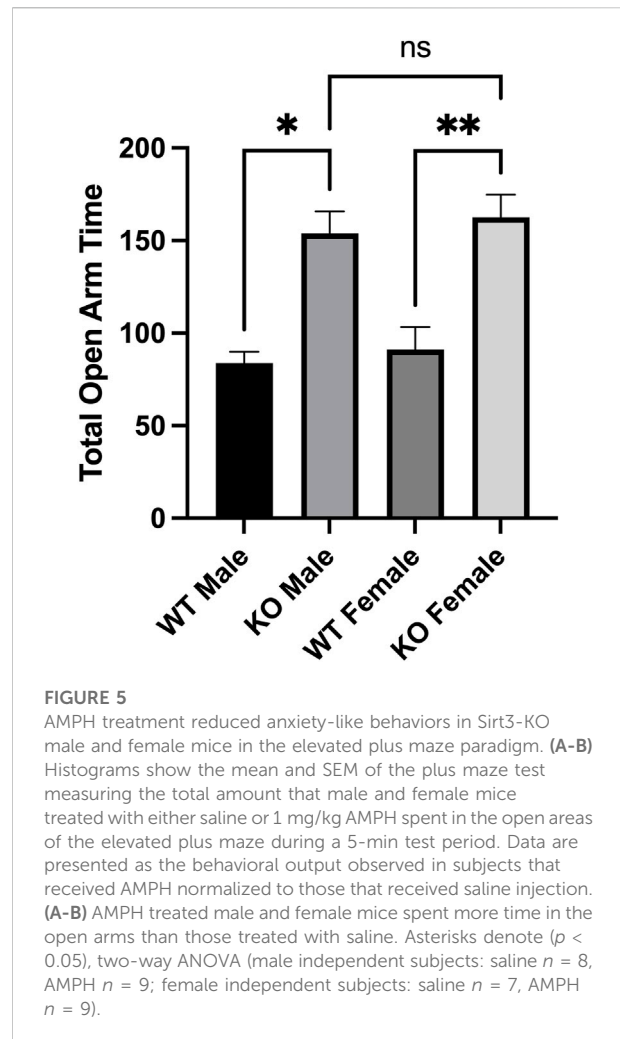 ns
*
**
200
150
100
50
0
Total Open Arm Time
WT Male
KO Male
WT Female
KO Female
FIGURE 5
AMPH treatment reduced anxiety-like behaviors in Sirt3-KO
male and female mice in the elevated plus maze paradigm. (A-B)
Histograms show the mean and SEM of the plus maze test
measuring the total amount that male and female mice
treated with either saline or 1 mg/kg AMPH spent in the open areas
of the elevated plus maze during a 5-min test period. Data are
presented as the behavioral output observed in subjects that
received AMPH normalized to those that received saline injection.
(A-B) AMPH treated male and female mice spent more time in the
open arms than those treated with saline. Asterisks denote (p <
0.05), two-way ANOVA (male independent subjects: saline n = 8,
AMPH n = 9; female independent subjects: saline n = 7, AMPH
n = 9).